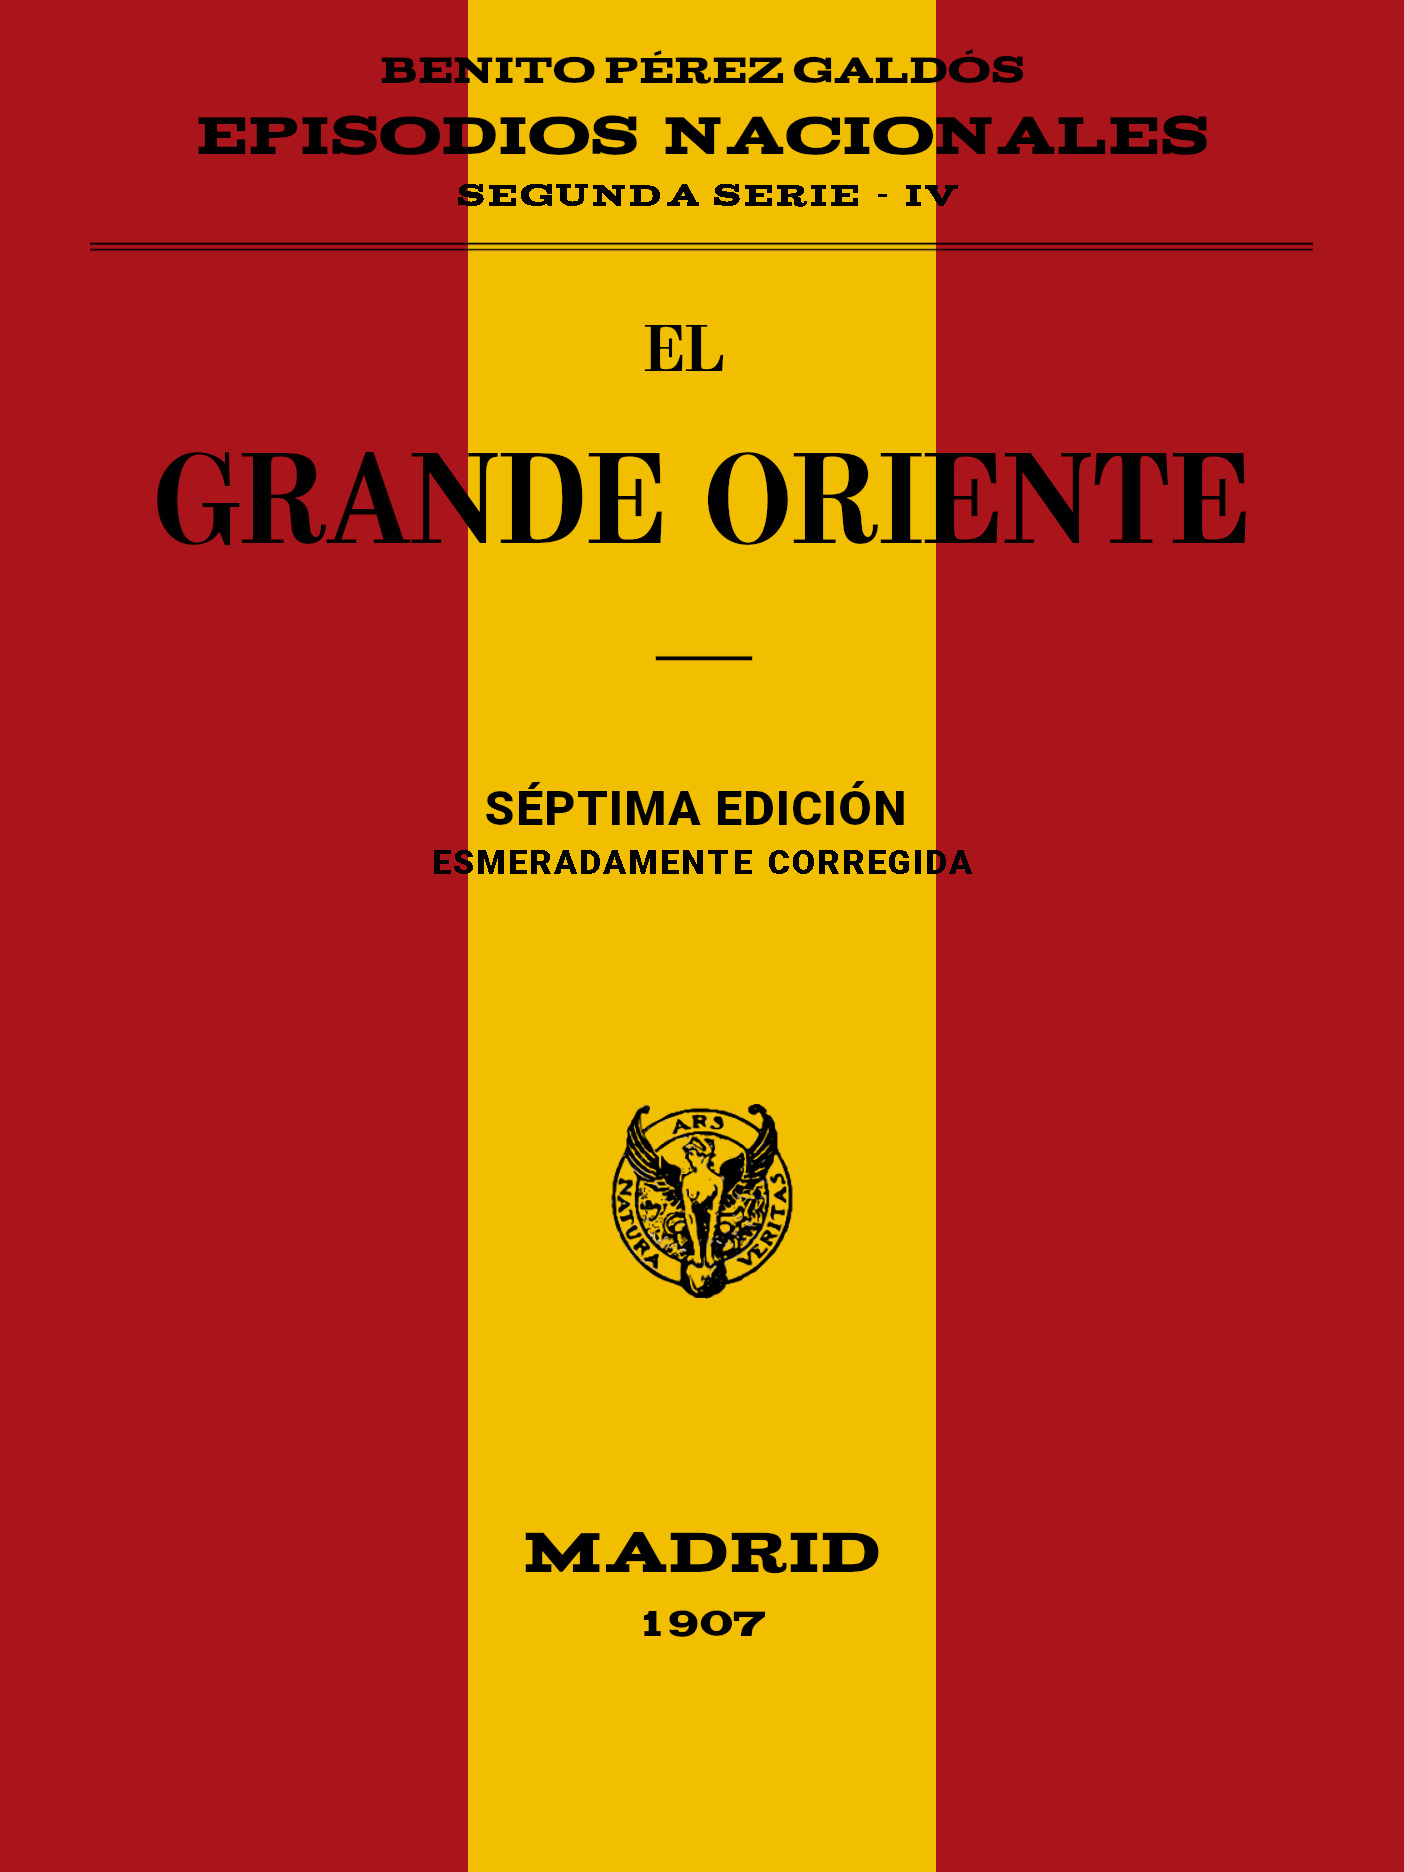 BENITO PÉREZ GALDÓS
EPISODIOS NACIONALES
SEGUNDA SERIE - IV
EL
GRANDE ORIENTE
SÉPTIMA EDICIÓN
ESMERADAMENTE CORREGIDA
ARS
NATURA
VERITAS
MADRID
1907